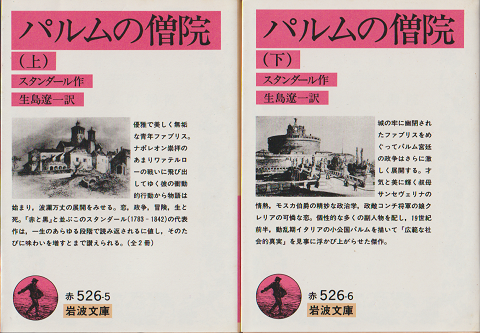 パルムの僧院
(上)
スタンダール作
生島遼一訳
優雅で美しく無垢
な青年ファブリス。
ナポレオン崇拝の
あまりワァテルロ
ーの戦いに飛び出
してゆく彼の衝動
的行動から物語は
始まり,波瀾万丈の展開をみせる。恋,政争,冒険,生と
死。『赤と黒』と並ぶこのスタンダール(1783-1842)の代表
作は,一生のあらゆる段階で読み返されるに値し,そのた
びに味わいを増すとまで讃えられる。(全2冊)
赤 526-5
岩波文庫
パルムの僧院
(下)
スタンダール作
生島遼一訳
城の牢に幽閉され
たファブリスをめ
ぐってパルム宮廷
の政争はさらに激
しく展開する。才
気と美に輝く叔母
サンセヴェリナの
情熱,モスカ伯爵の精妙な政治学,政敵コンチ将軍の娘ク
レリアの可憐な恋。個性的な多くの副人物を配し,19世紀
前半,動乱期イタリアの小公国パルムを描いて「広範な社
会的真実」を見事に浮かび上がらせた傑作。
赤 526-6
岩波文庫